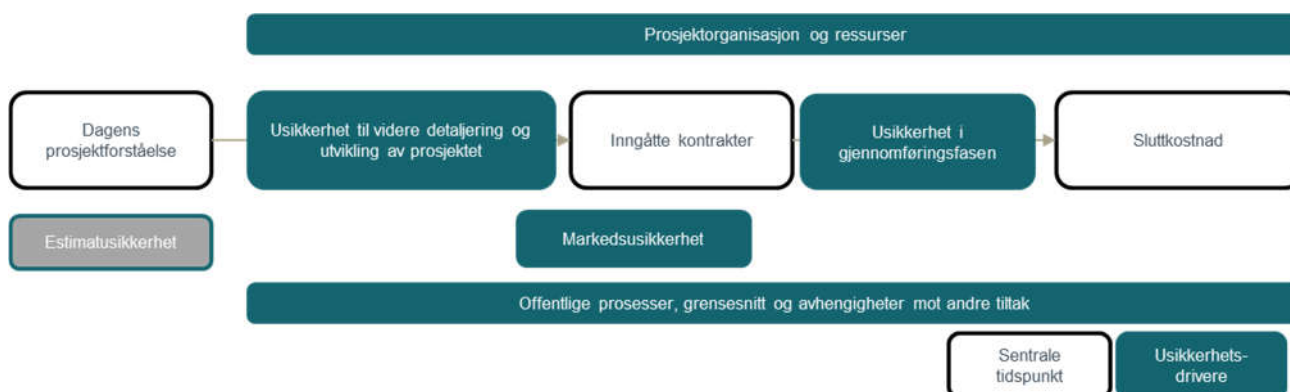 Prosjektorganisasjon og ressurser
Dagens
prosjektforståelse
Usikkerhet til videre detaljering og
utvikling av prosjektet
Inngåtte kontrakter
Usikkerhet i
gjennomføringsfasen
Sluttkostnad
Estimatusikkerhet
Markedsusikkerhet
Offentlige prosesser, grensesnitt og avhengigheter mot andre tiltak
Sentrale
tidspunkt
Usikkerhets-
drivere